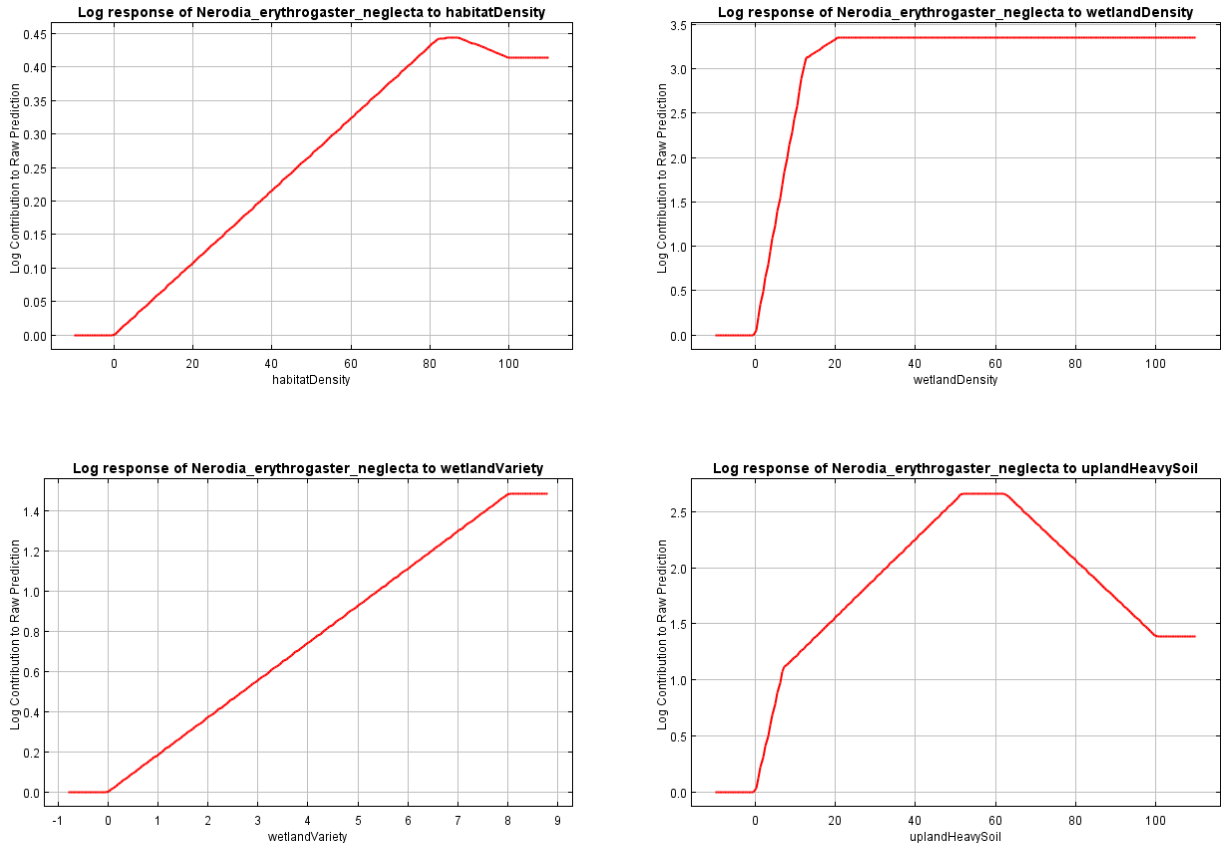 Log response of Nerodia_erythrogaster_neglecta to habitatDensity
Log Contribution to Raw Prediction
0.45
0.40
0.35
0.30
0.25
0.20
0.15
0.10
0.05
0.00
0 20 40 60 80 100
habitatDensity
Log response of Nerodia_erythrogaster_neglecta to wetlandDensity
Log Contribution to Raw Prediction
3.5
3.0
2.5
2.0
1.5
1.0
0.5
0.0
0 20 40 60 80 100
wetlandDensity
Log response of Nerodia_erythrogaster_neglecta to wetlandVariety
Log Contribution to Raw Prediction
1.4
1.2
1.0
0.8
0.6
0.4
0.2
0.0
-1 0 1 2 3 4 5 6 7 8 9
wetlandVariety
Log response of Nerodia_erythrogaster_neglecta to uplandHeavySoil
Log Contribution to Raw Prediction
2.5
2.0
1.5
1.0
0.5
0.0
0 20 40 60 80 100
uplandHeavySoil